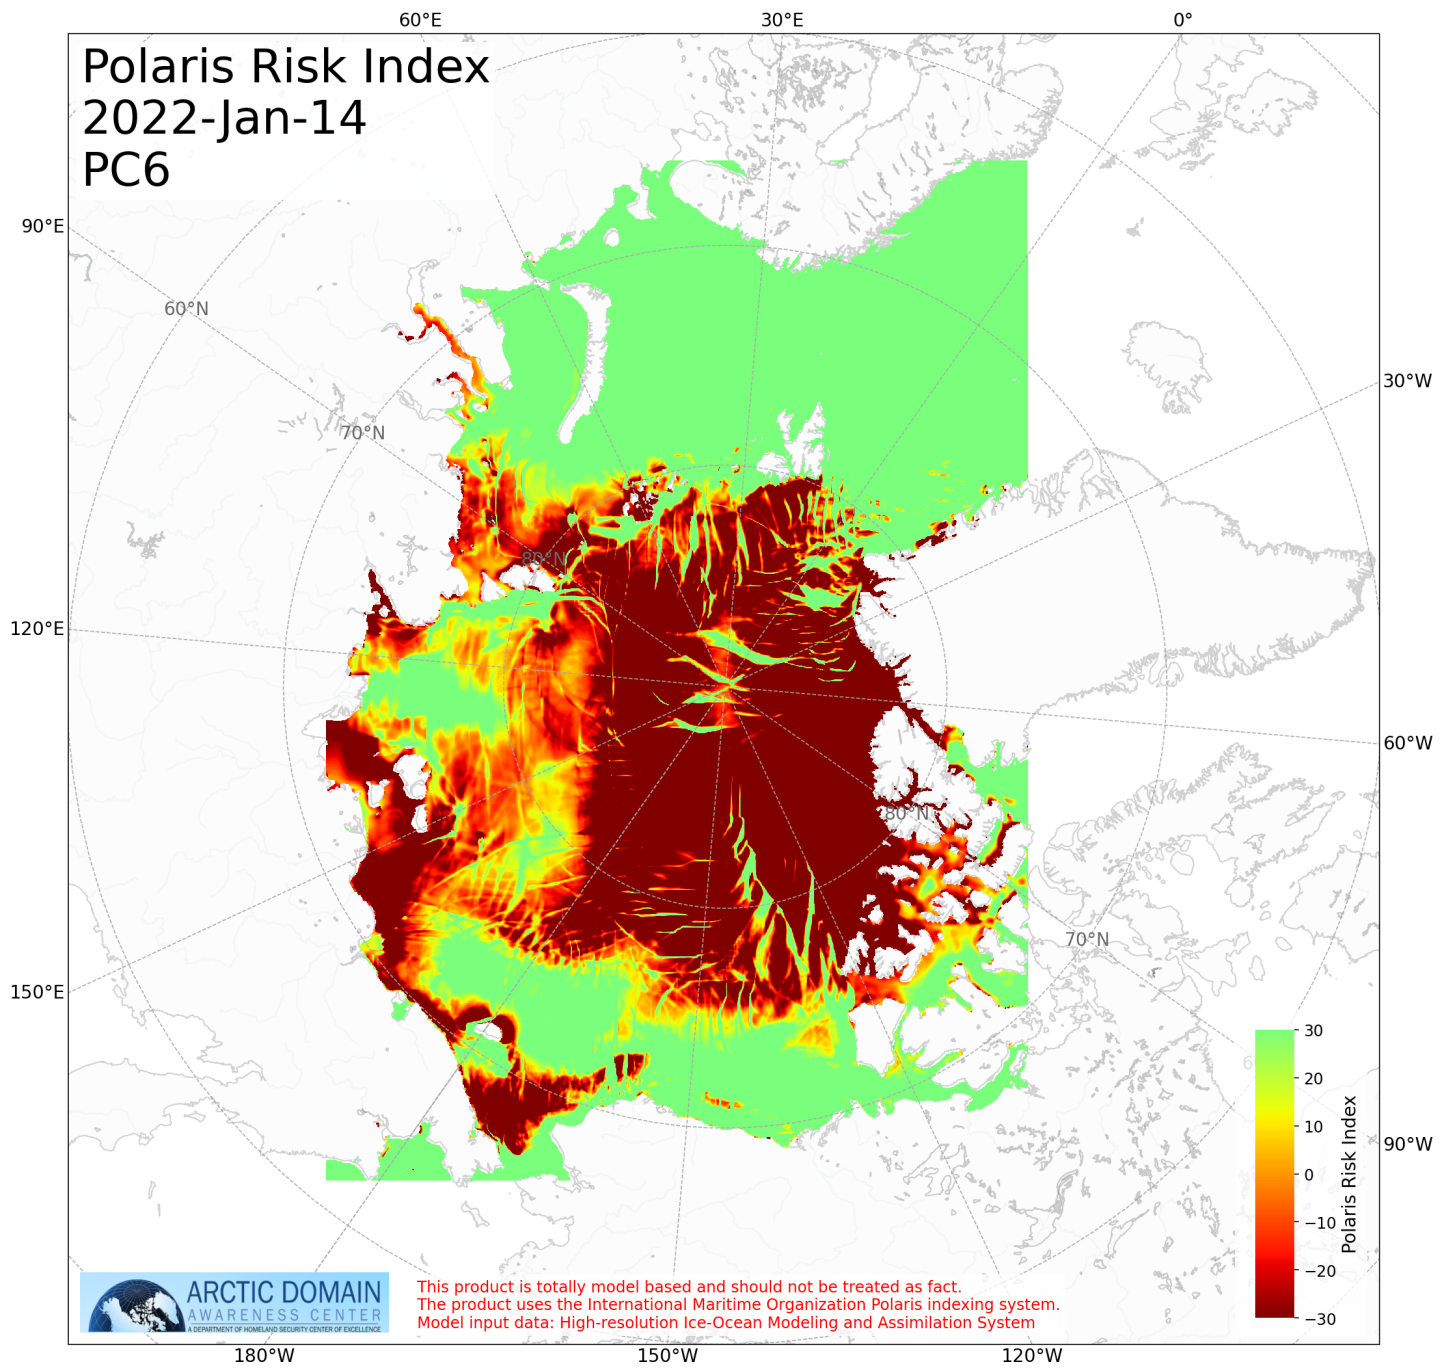 60°E
30°E
0°
Polaris Risk Index
2022-Jan-14
PC6
90°E
60°N
30°W
70°N
80°N
120°E
60°W
80°N
70°N
150°E
30
20
10
0
−10
−20
−30
Polaris Risk Index
90°W
ARCTIC DOMAIN
AWARENESS CENTER
A DEPARTMENT OF HOMELAND SECURITY CENTER OF EXCELLENCE
This product is totally model based and should not be treated as fact.
The product uses the International Maritime Organization Polaris indexing system.
Model input data: High-resolution Ice-Ocean Modeling and Assimilation System
180°W
150°W
120°W